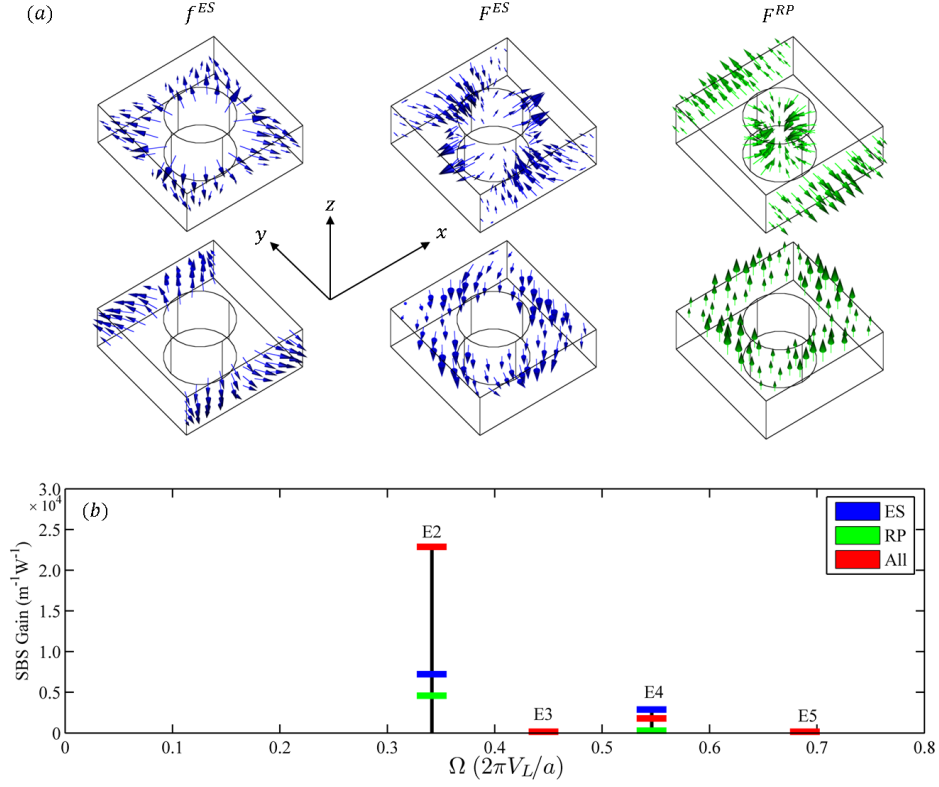 (a) f^ES F^ES F^RP
z
y x
(b)
3.0
× 10^4
2.5
2.0
1.5
1.0
0.5
0
SBS Gain (m^-1W^-1)
E2
E3
E4
E5
ES
RP
All
0 0.1 0.2 0.3 0.4 0.5 0.6 0.7 0.8
Ω (2πV_L/a)